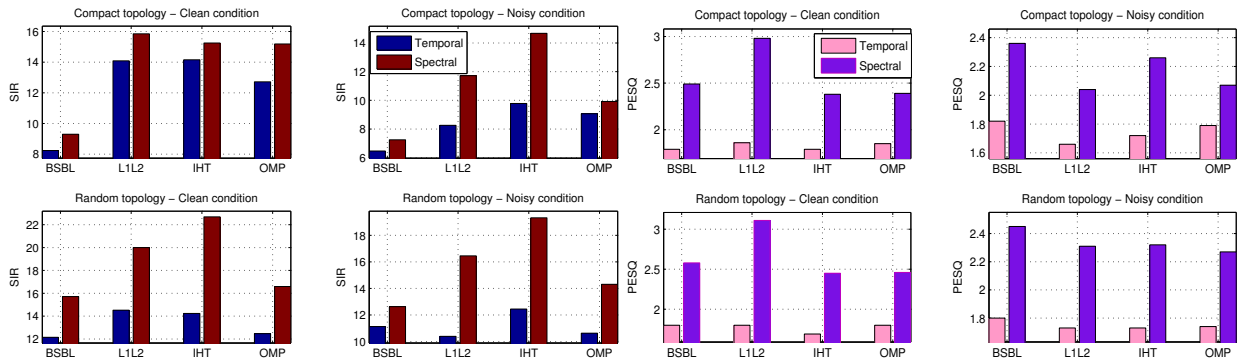 Compact topology − Clean condition
SIR
16
14
12
10
8
BSBL L1L2 IHT OMP
Compact topology − Noisy condition
SIR
14
12
10
8
6
Temporal
Spectral
BSBL L1L2 IHT OMP
Compact topology − Clean condition
PESQ
3
2.5
2
Temporal
Spectral
BSBL L1L2 IHT OMP
Compact topology − Noisy condition
PESQ
2.4
2.2
2
1.8
1.6
BSBL L1L2 IHT OMP
Random topology − Clean condition
SIR
22
20
18
16
14
12
BSBL L1L2 IHT OMP
Random topology − Noisy condition
SIR
18
16
14
12
10
BSBL L1L2 IHT OMP
Random topology − Clean condition
PESQ
3
2.5
2
BSBL L1L2 IHT OMP
Random topology − Noisy condition
PESQ
2.4
2.2
2
1.8
BSBL L1L2 IHT OMP